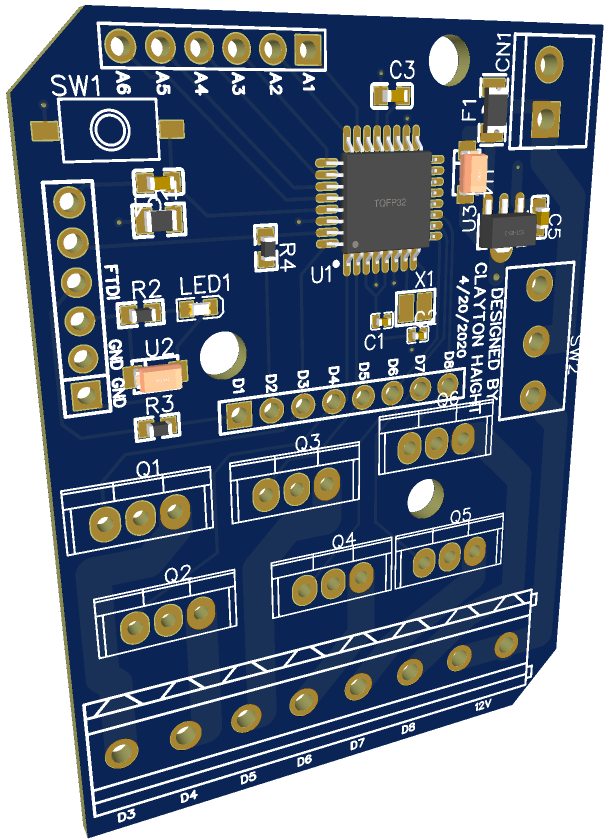 CN1
A6 A5 A4 A3 A2 A1
C3
SW1
F1
TQFP32
U3
C5
R4
U1
FTDI
X1
LED1
R2
DESIGNED BY:
CLAYTON HAIGHT
4/20/2020
C1
SW2
U2
GND GND
D1 D2 D3 D4 D5 D6 D7 D8
R3
Q3
Q1
Q5
Q4
Q2
12V
D8
D7
D6
D5
D4
D3